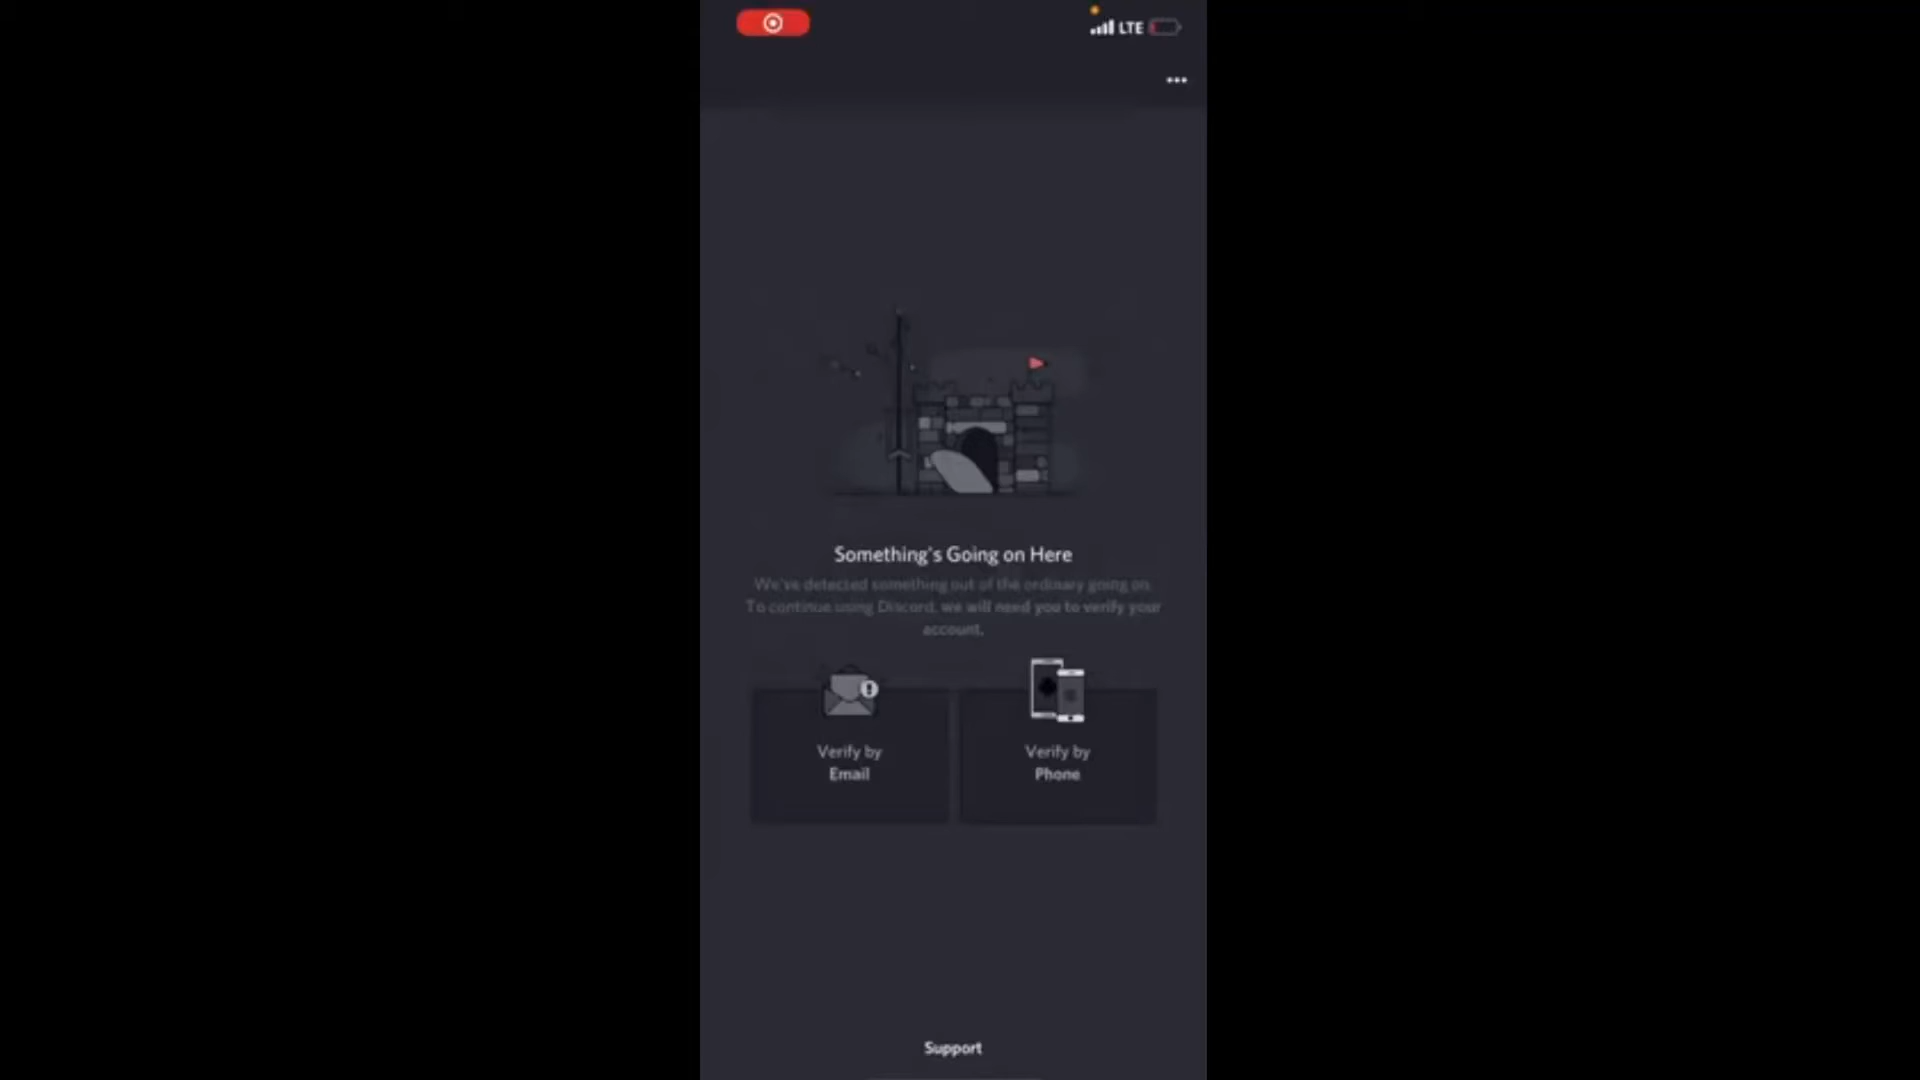 LTE
Something's Going on Here
We've detected something out of the ordinary going on.
To continue using Discord, we will need you to verify your
account.
Verify by
Email
Verify by
Phone
Support